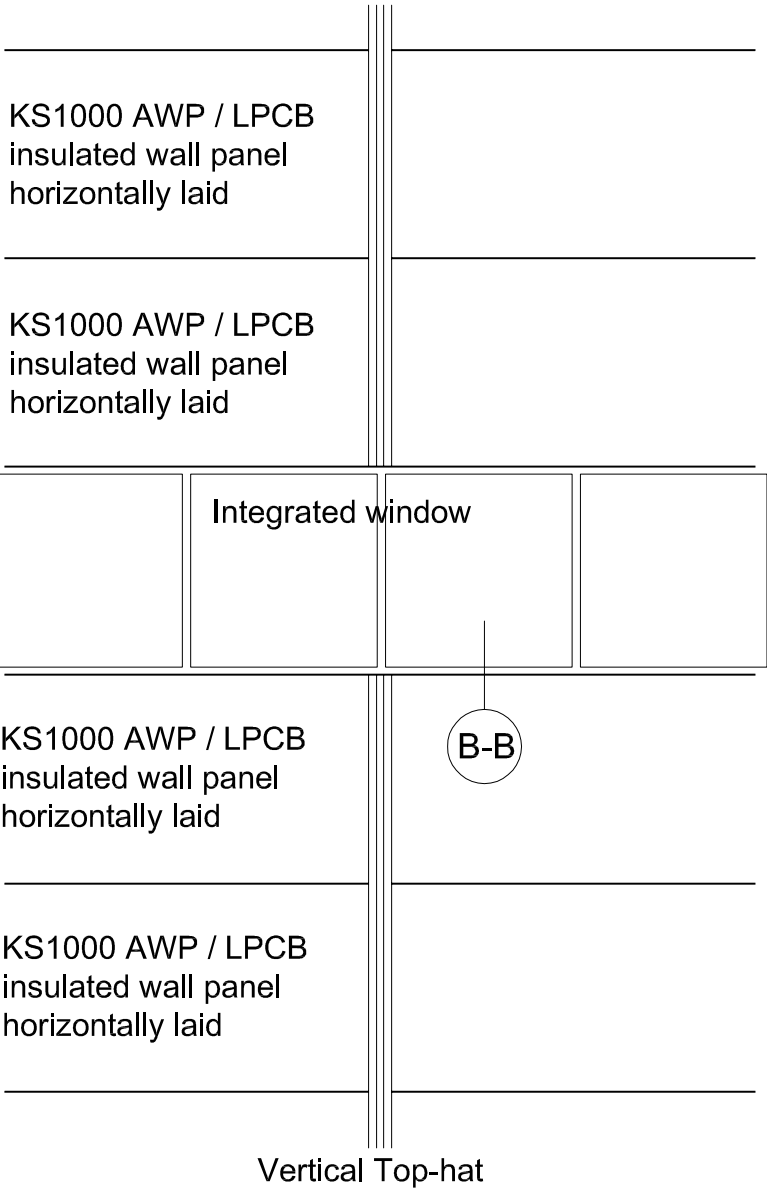 KS1000 AWP / LPCB
insulated wall panel
horizontally laid
KS1000 AWP / LPCB
insulated wall panel
horizontally laid
Integrated window
KS1000 AWP / LPCB
insulated wall panel
horizontally laid
B-B
KS1000 AWP / LPCB
insulated wall panel
horizontally laid
Vertical Top-hat